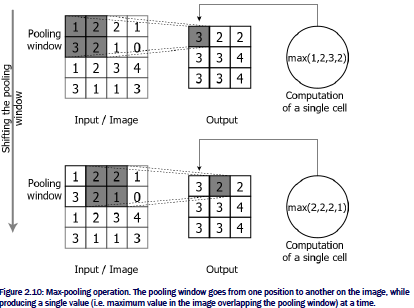 Shifting the pooling
window
Pooling
window
1 2 2 1
3 2 1 0
1 2 3 4
3 1 1 3
Input / Image
3 2 2
3 3 4
3 3 4
Output
max(1,2,3,2)
Computation
of a single cell
Pooling
window
1 2 2 1
3 2 1 0
1 2 3 4
3 1 1 3
Input / Image
3 2 2
3 3 4
3 3 4
Output
max(2,2,2,1)
Computation
of a single cell
Figure 2.10: Max-pooling operation. The pooling window goes from one position to another on the image, while
producing a single value (i.e. maximum value in the image overlapping the pooling window) at a time.